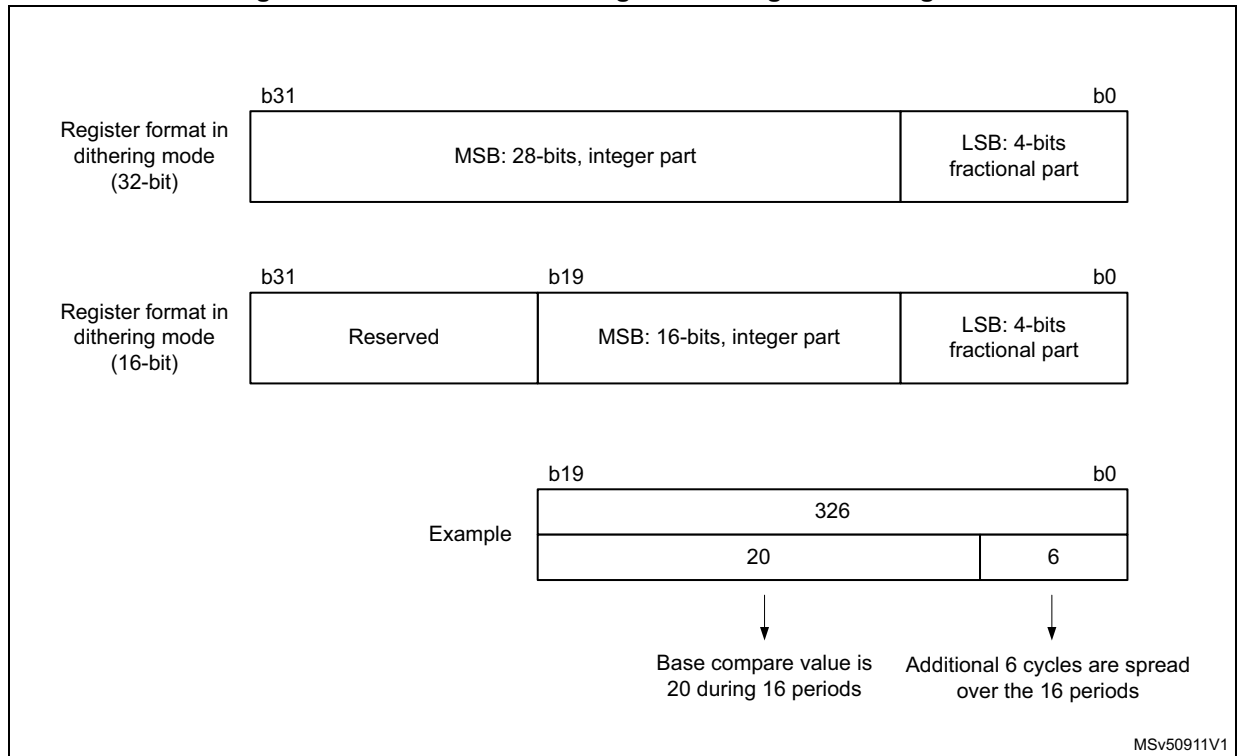 b31 b0
Register format in
dithering mode
(32-bit)
MSB: 28-bits, integer part
LSB: 4-bits
fractional part
b31 b19 b0
Register format in
dithering mode
(16-bit)
Reserved
MSB: 16-bits, integer part
LSB: 4-bits
fractional part
b19 b0
Example
326
20 6
Base compare value is
20 during 16 periods
Additional 6 cycles are spread
over the 16 periods
MSv50911V1